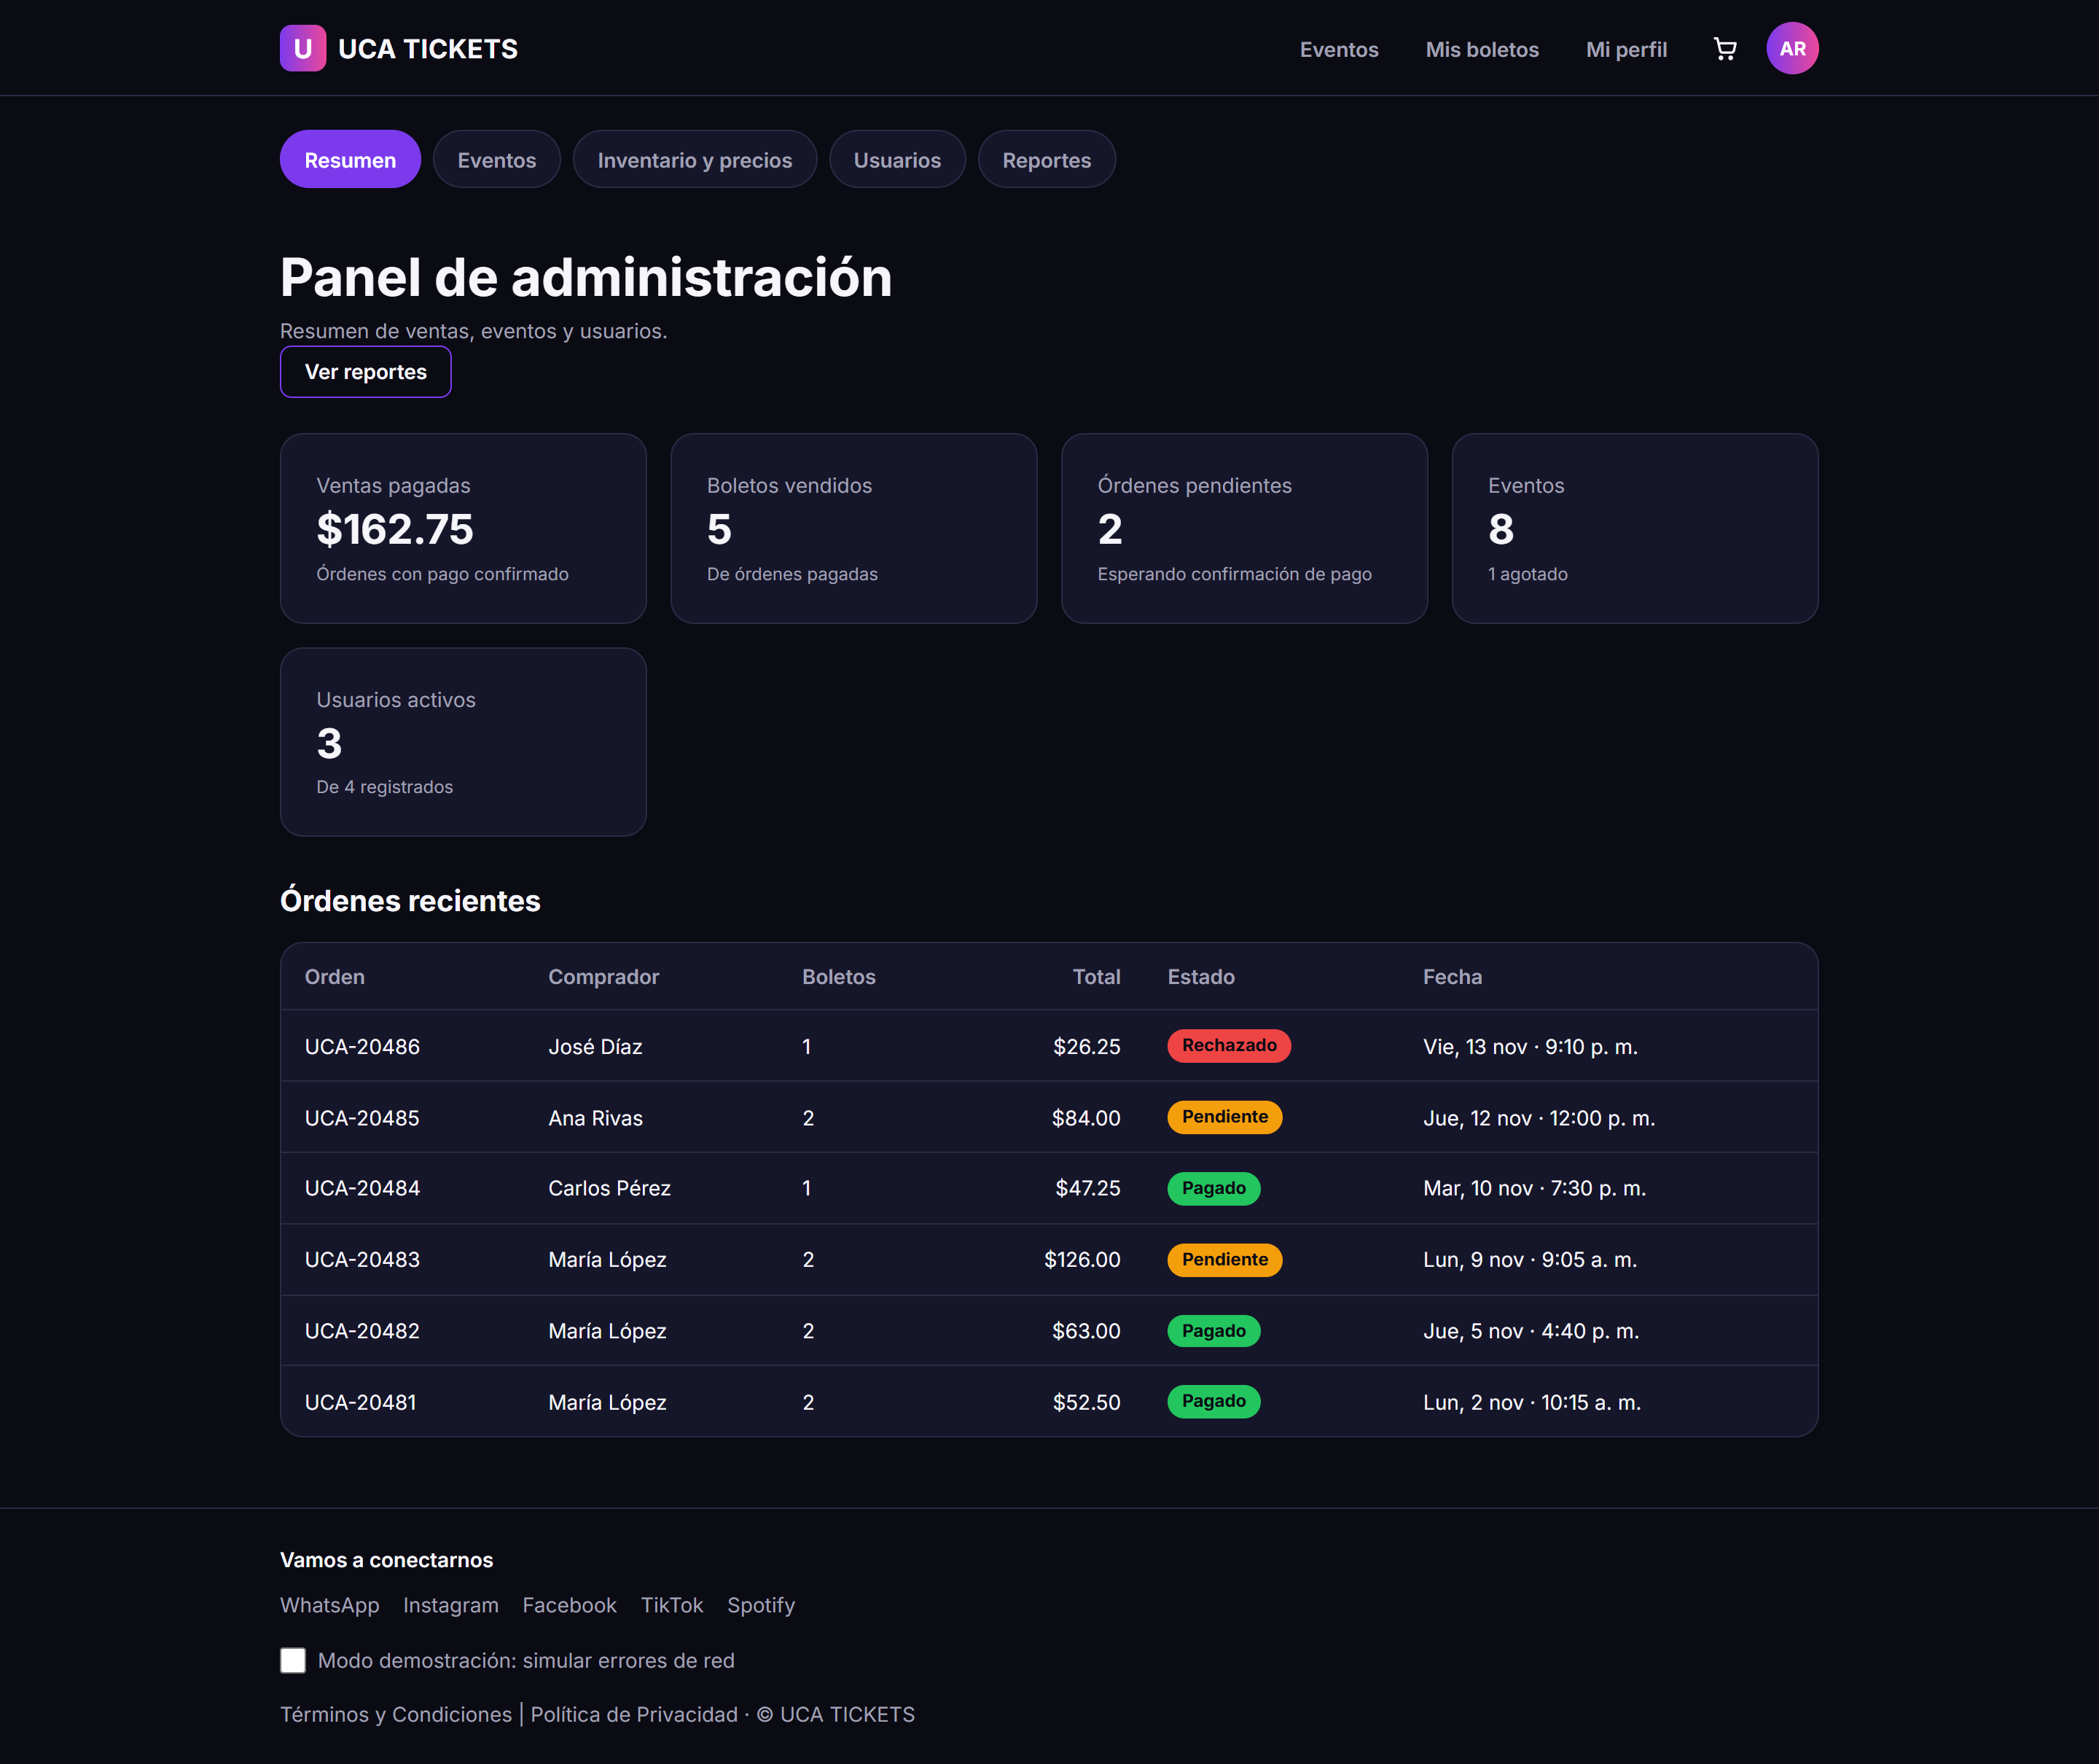 U UCA TICKETS Eventos Mis boletos Mi perfil AR
Resumen Eventos Inventario y precios Usuarios Reportes
Panel de administración
Resumen de ventas, eventos y usuarios.
Ver reportes
Ventas pagadas
$162.75
Órdenes con pago confirmado
Boletos vendidos
5
De órdenes pagadas
Órdenes pendientes
2
Esperando confirmación de pago
Eventos
8
1 agotado
Usuarios activos
3
De 4 registrados
Órdenes recientes
Orden Comprador Boletos Total Estado Fecha
UCA-20486 José Díaz 1 $26.25 Rechazado Vie, 13 nov · 9:10 p. m.
UCA-20485 Ana Rivas 2 $84.00 Pendiente Jue, 12 nov · 12:00 p. m.
UCA-20484 Carlos Pérez 1 $47.25 Pagado Mar, 10 nov · 7:30 p. m.
UCA-20483 María López 2 $126.00 Pendiente Lun, 9 nov · 9:05 a. m.
UCA-20482 María López 2 $63.00 Pagado Jue, 5 nov · 4:40 p. m.
UCA-20481 María López 2 $52.50 Pagado Lun, 2 nov · 10:15 a. m.
Vamos a conectarnos
WhatsApp Instagram Facebook TikTok Spotify
Modo demostración: simular errores de red
Términos y Condiciones | Política de Privacidad · © UCA TICKETS